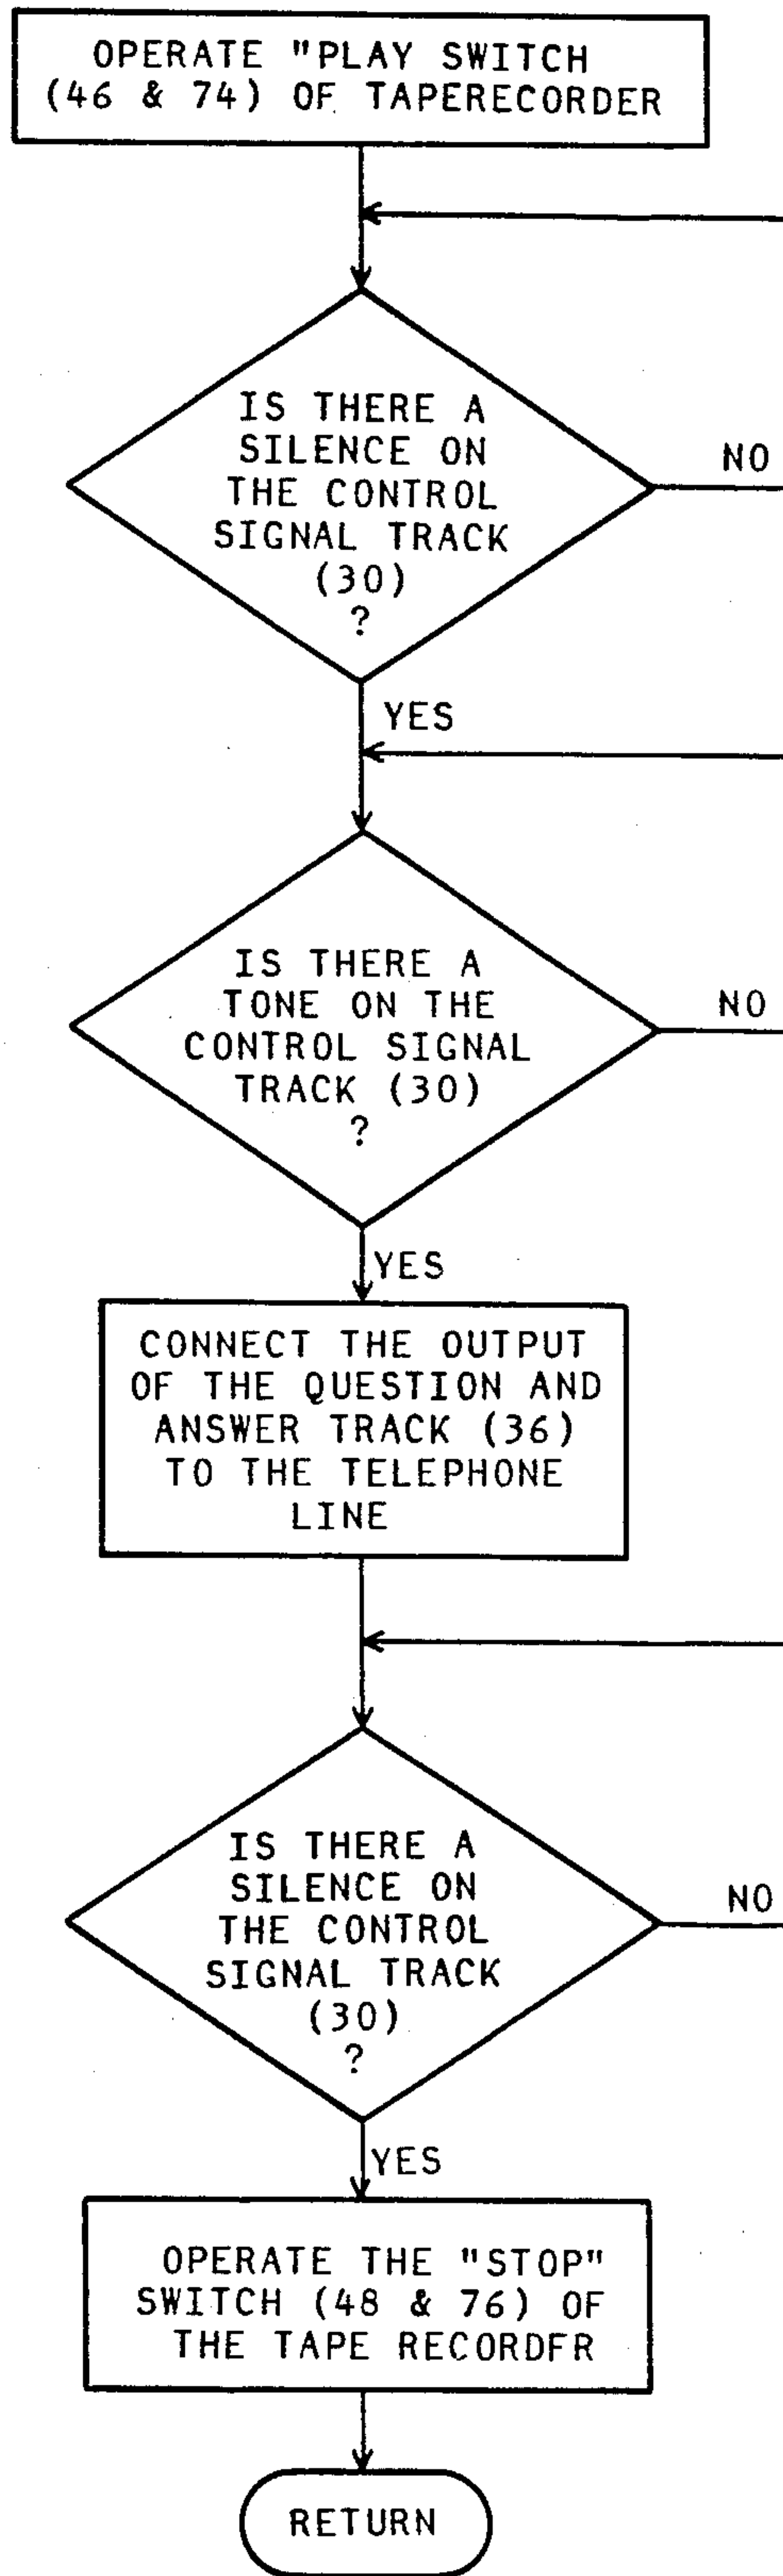 OPERATE "PLAY SWITCH
(46 & 74) OF TAPERECORDER
IS THERE A
SILENCE ON
THE CONTROL
SIGNAL TRACK
(30)
?
NO
YES
IS THERE A
TONE ON THE
CONTROL SIGNAL
TRACK (30)
?
NO
YES
CONNECT THE OUTPUT
OF THE QUESTION AND
ANSWER TRACK (36)
TO THE TELEPHONE
LINE
IS THERE A
SILENCE ON
THE CONTROL
SIGNAL TRACK
(30)
?
NO
YES
OPERATE THE "STOP"
SWITCH (48 & 76) OF
THE TAPE RECORDFR
RETURN